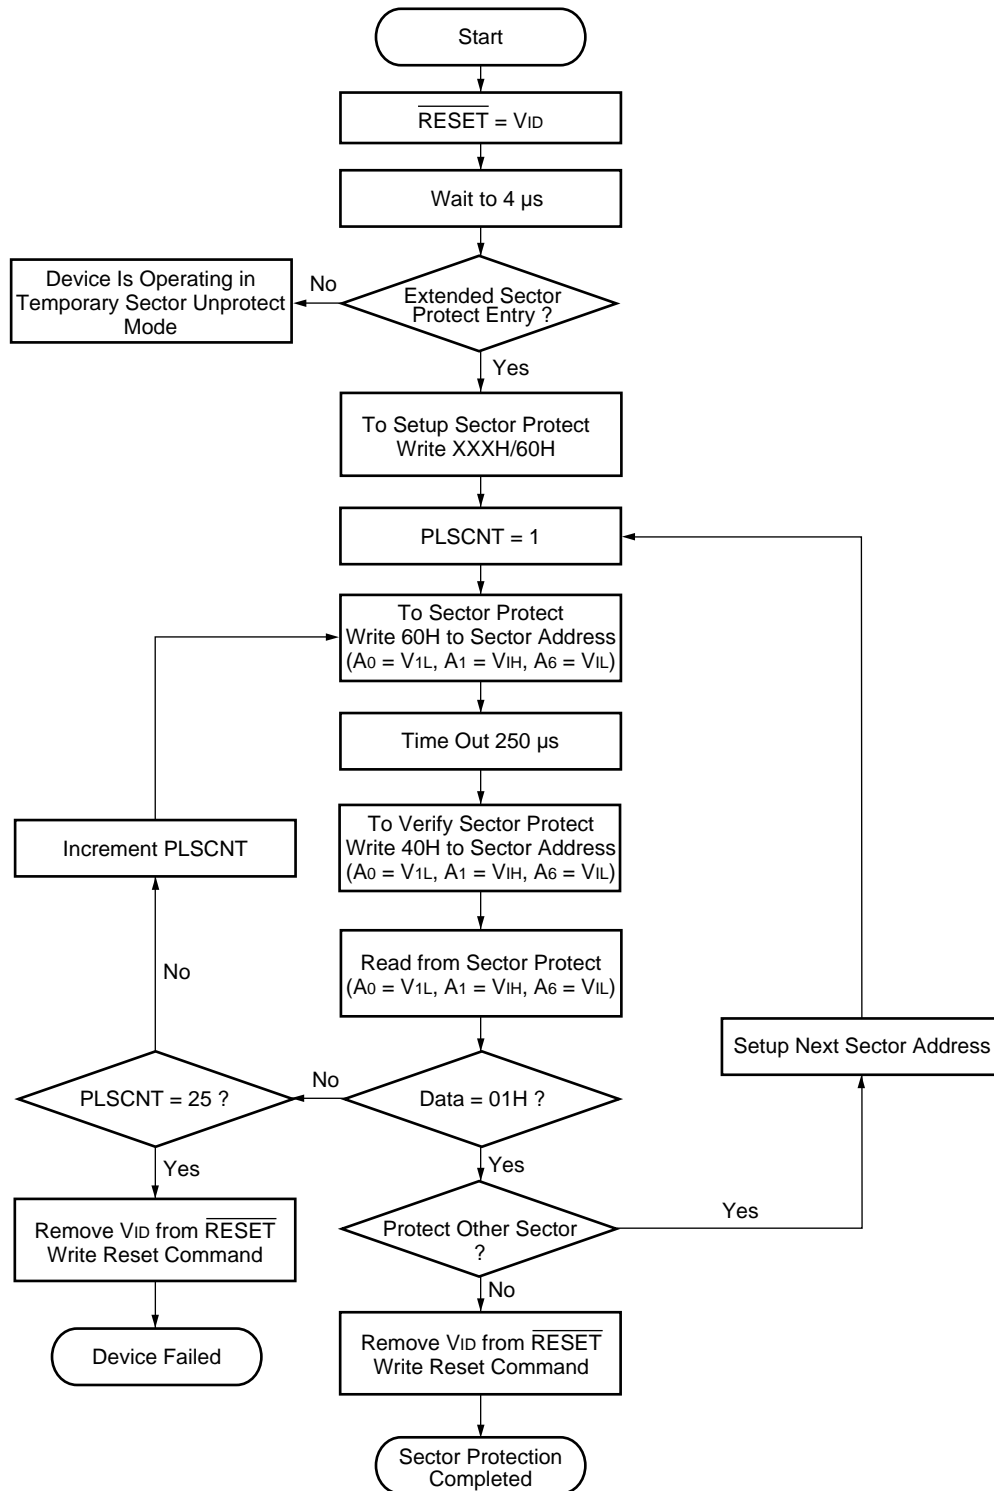 Start
RESET = VID
Wait to 4 µs
Device Is Operating in
Temporary Sector Unprotect
Mode
No
Extended Sector
Protect Entry ?
Yes
To Setup Sector Protect
Write XXXH/60H
PLSCNT = 1
To Sector Protect
Write 60H to Sector Address
(A0 = V1L, A1 = VIH, A6 = VIL)
Time Out 250 µs
To Verify Sector Protect
Write 40H to Sector Address
(A0 = V1L, A1 = VIH, A6 = VIL)
Increment PLSCNT
Read from Sector Protect
(A0 = V1L, A1 = VIH, A6 = VIL)
No
Setup Next Sector Address
PLSCNT = 25 ?
No
Data = 01H ?
Yes
Yes
Remove VID from RESET
Write Reset Command
Protect Other Sector
?
Yes
No
Device Failed
Remove VID from RESET
Write Reset Command
Sector Protection
Completed